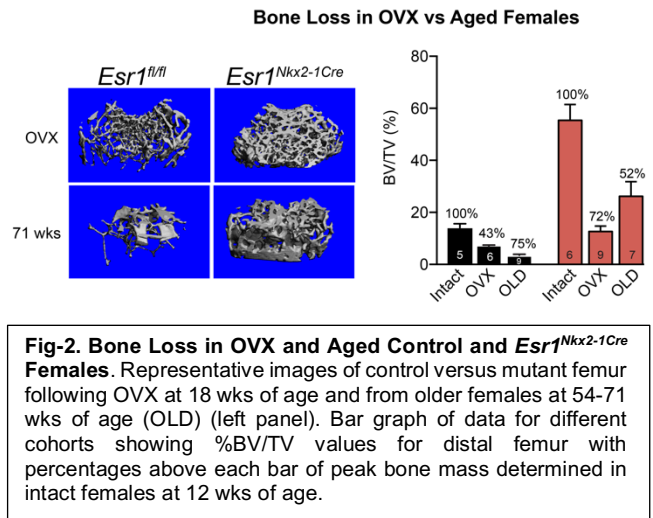 Bone Loss in OVX vs Aged Females
Esr1fl/fl
Esr1Nkx2-1Cre
OVX
71 wks
BV/TV (%)
80
60
40
20
0
100%
43%
75%
100%
72%
52%
5
6
9
6
9
7
Intact
OVX
OLD
Intact
OVX
OLD
Fig-2. Bone Loss in OVX and Aged Control and Esr1Nkx2-1Cre
Females. Representative images of control versus mutant femur
following OVX at 18 wks of age and from older females at 54-71
wks of age (OLD) (left panel). Bar graph of data for different
cohorts showing %BV/TV values for distal femur with
percentages above each bar of peak bone mass determined in
intact females at 12 wks of age.